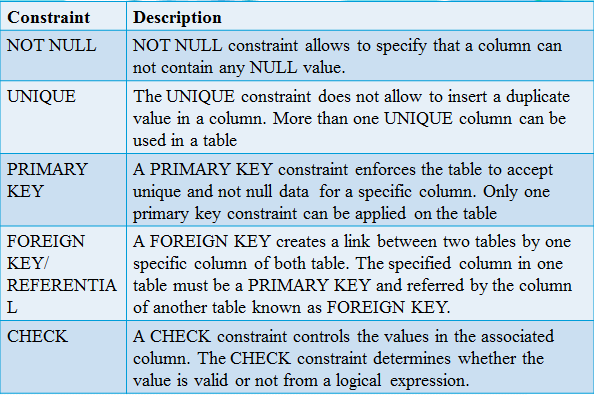 Constraint Description
NOT NULL NOT NULL constraint allows to specify that a column can
not contain any NULL value.
UNIQUE The UNIQUE constraint does not allow to insert a duplicate
value in a column. More than one UNIQUE column can be
used in a table
PRIMARY A PRIMARY KEY constraint enforces the table to accept
KEY unique and not null data for a specific column. Only one
primary key constraint can be applied on the table
FOREIGN A FOREIGN KEY creates a link between two tables by one
KEY/ specific column of both table. The specified column in one
REFERENTIA table must be a PRIMARY KEY and referred by the column
L of another table known as FOREIGN KEY.
CHECK A CHECK constraint controls the values in the associated
column. The CHECK constraint determines whether the
value is valid or not from a logical expression.